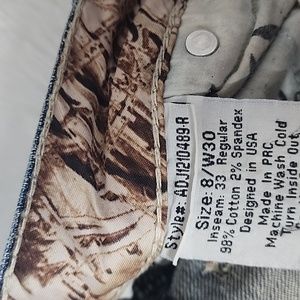 Style#: ADJ1210489-R
Size: 8/W30
Inseam: 33 Regular
98% Cotton 2% Spandex
Designed in USA
Made In PRC
Machine Wash Cold
Turn Inside Out